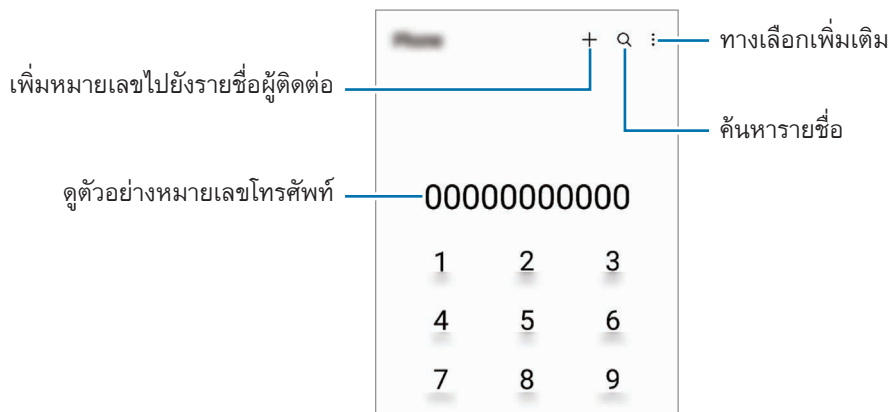 ทางเลือกเพิ่มเติม
เพิ่มหมายเลขไปยังรายชื่อผู้ติดต่อ
ค้นหารายชื่อ
ดูตัวอย่างหมายเลขโทรศัพท์
00000000000
1 2 3
4 5 6
7 8 9